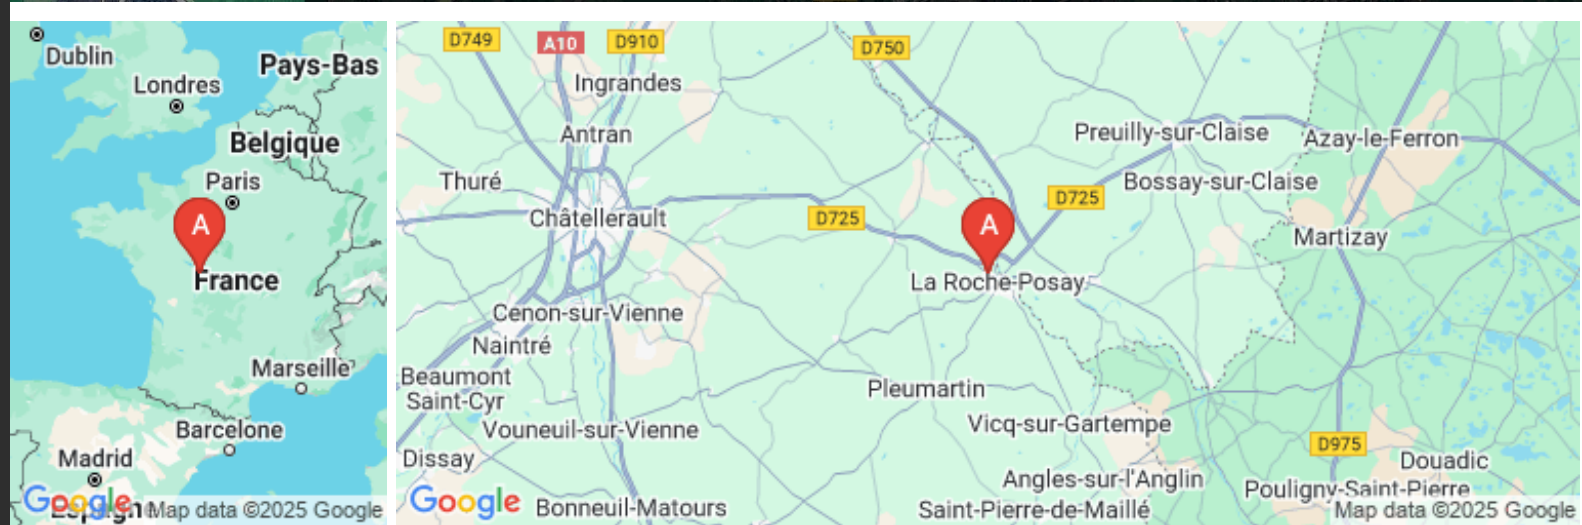 Dublin
Pays-Bas
Londres
Belgique
Paris
A
France
Marseille
Barcelone
Madrid
Google
Map data ©2025 Google
D749
A10
D910
D750
Ingrandes
Antran
Preuilly-sur-Claise
Azay-le-Ferron
Thuré
Bossay-sur-Claise
D725
Châtellerault
D725
A
Martizay
La Roche-Posay
Cenon-sur-Vienne
Naintré
Beaumont
Saint-Cyr
Pleumartin
Vouneuil-sur-Vienne
Vicq-sur-Gartempe
D975
Dissay
Douadic
Angles-sur-l'Anglin
Pouligny-Saint-Pierre
Google
Bonneuil-Matours
Saint-Pierre-de-Maillé
Map data ©2025 Google